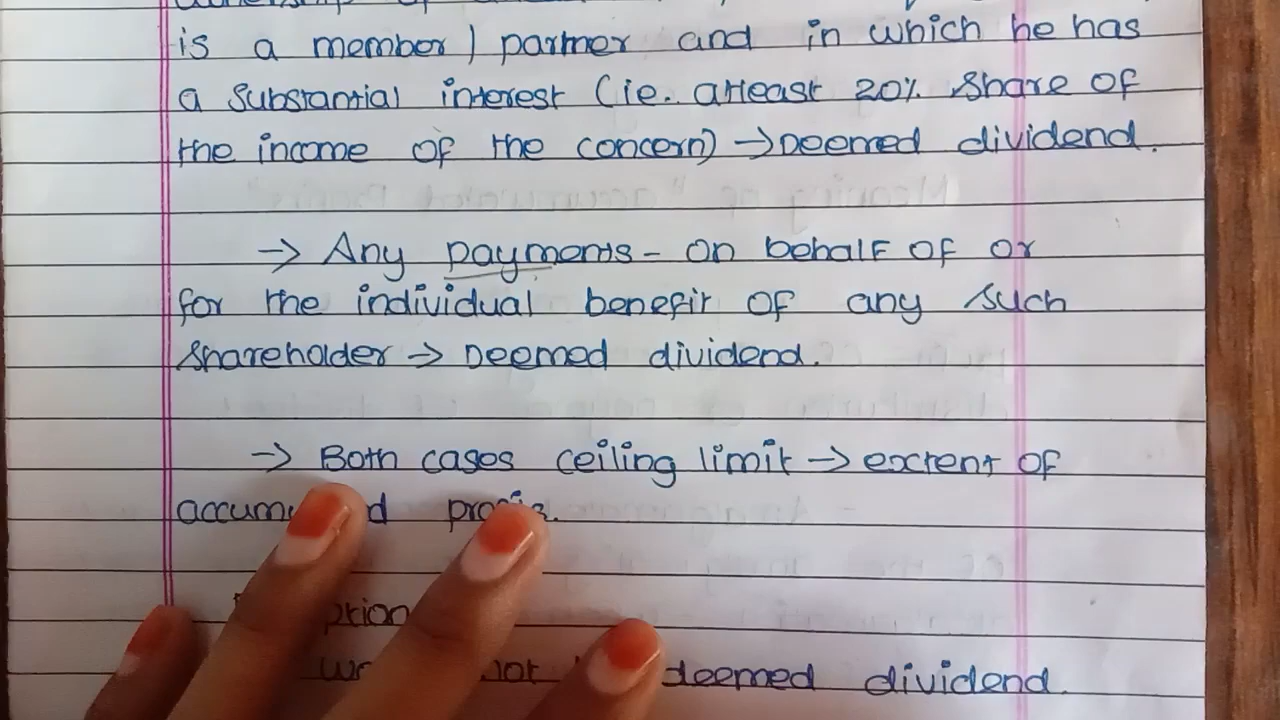 is a member / partner and in which he has
a substantial interest (ie. atleast 20% share of
the income of the concern) → Deemed dividend.
→ Any payments - on behalf of or
for the individual benefit of any such
shareholder → Deemed dividend.
→ Both cases ceiling limit → extent of
deemed dividend.